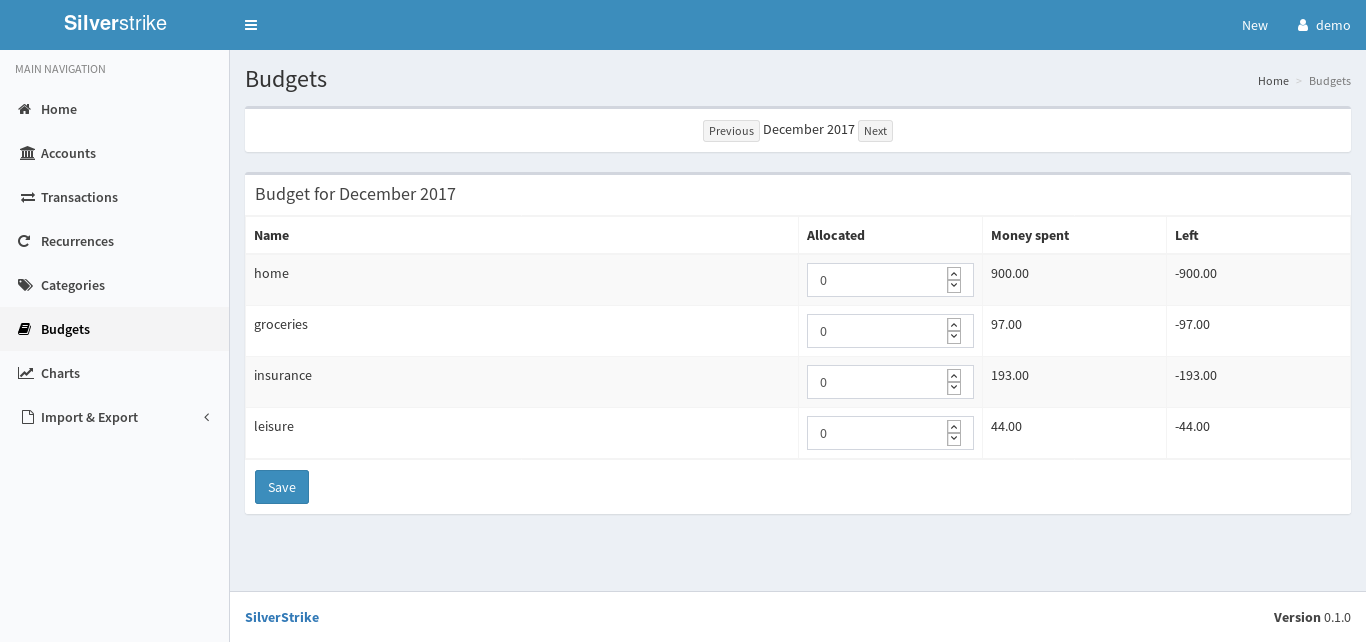 Silverstrike
New demo
MAIN NAVIGATION
Home
Accounts
Transactions
Recurrences
Categories
Budgets
Charts
Import & Export
Budgets
Home > Budgets
Previous December 2017 Next
Budget for December 2017
Name Allocated Money spent Left
home 0 900.00 -900.00
groceries 0 97.00 -97.00
insurance 0 193.00 -193.00
leisure 0 44.00 -44.00
Save
SilverStrike Version 0.1.0